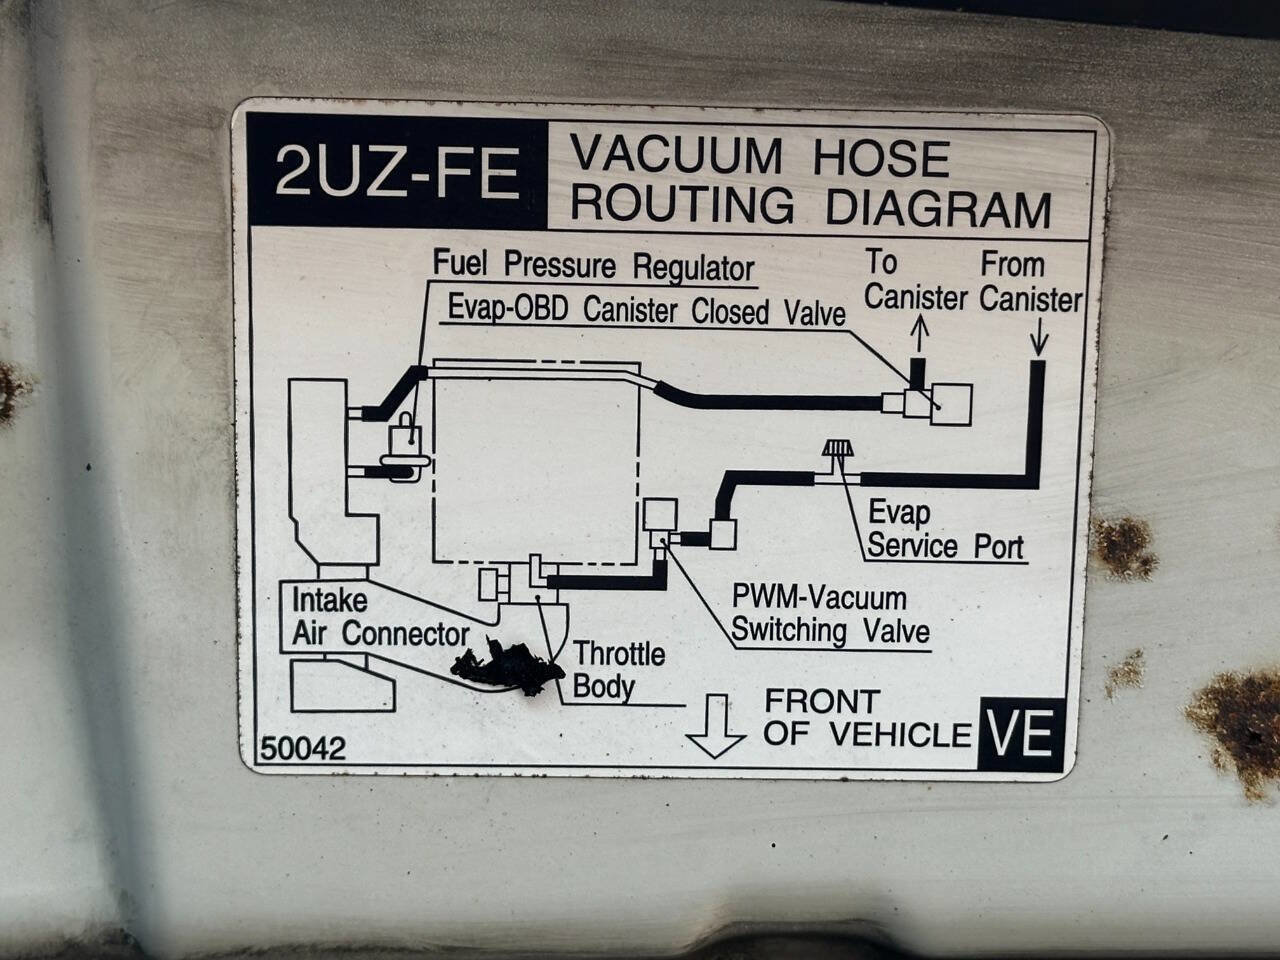 2UZ-FE
VACUUM HOSE
ROUTING DIAGRAM
Fuel Pressure Regulator
Evap-OBD Canister Closed Valve
To
Canister
From
Canister
Evap
Service Port
PWM-Vacuum
Switching Valve
Intake
Air Connector
Throttle
Body
FRONT
OF VEHICLE
VE
50042